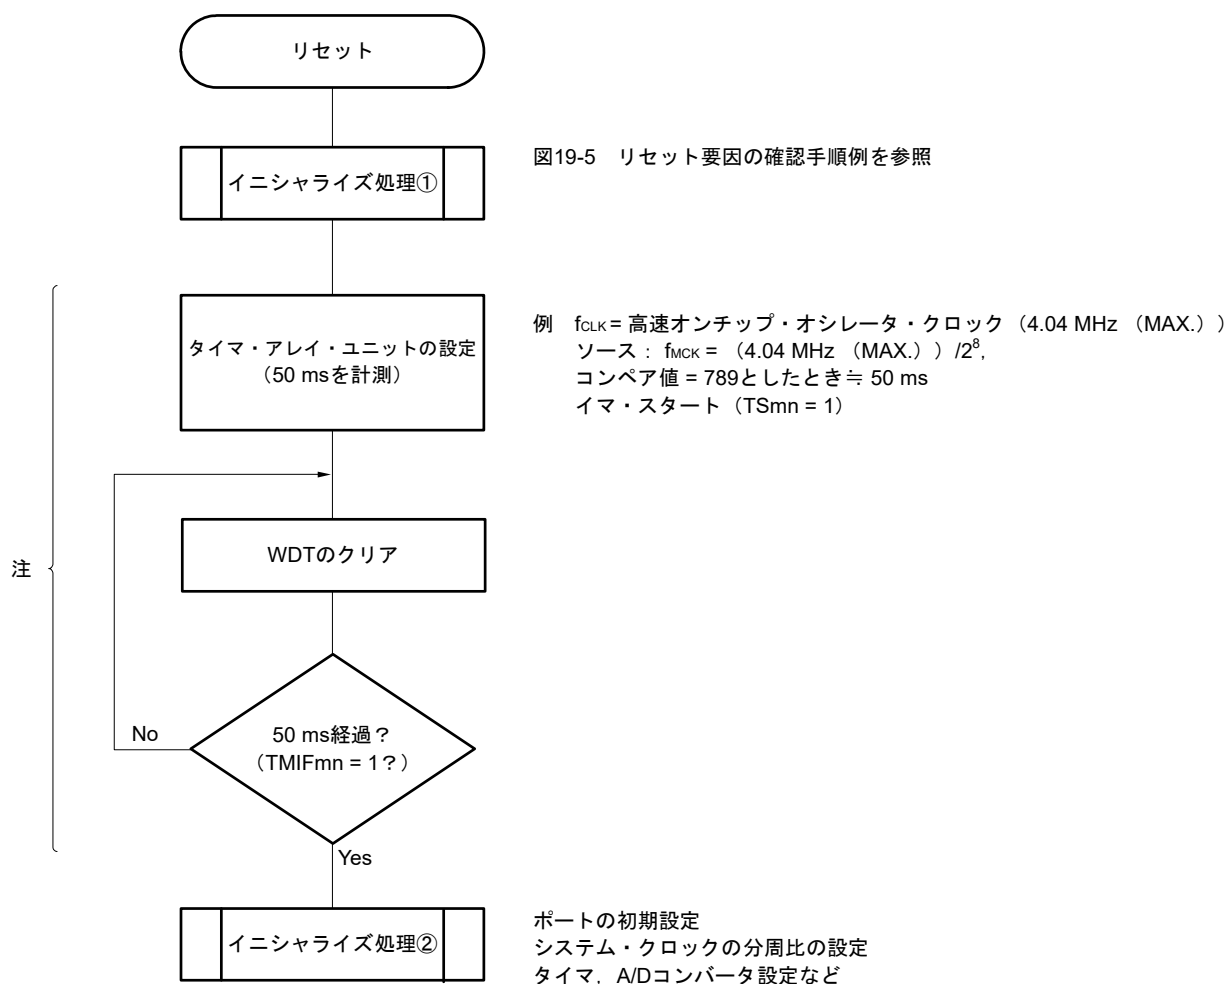 リセット
イニシャライズ処理①
図19-5　リセット要因の確認手順例を参照
タイマ・アレイ・ユニットの設定
（50 msを計測）
例　fCLK = 高速オンチップ・オシレータ・クロック（4.04 MHz （MAX.））
ソース： fMCK = （4.04 MHz （MAX.））/2⁸,
コンペア値 = 789としたとき≒ 50 ms
イマ・スタート（TSmn = 1）
注
WDTのクリア
No
50 ms経過？
（TMIFmn = 1？）
Yes
イニシャライズ処理②
ポートの初期設定
システム・クロックの分周比の設定
タイマ，A/Dコンバータ設定など